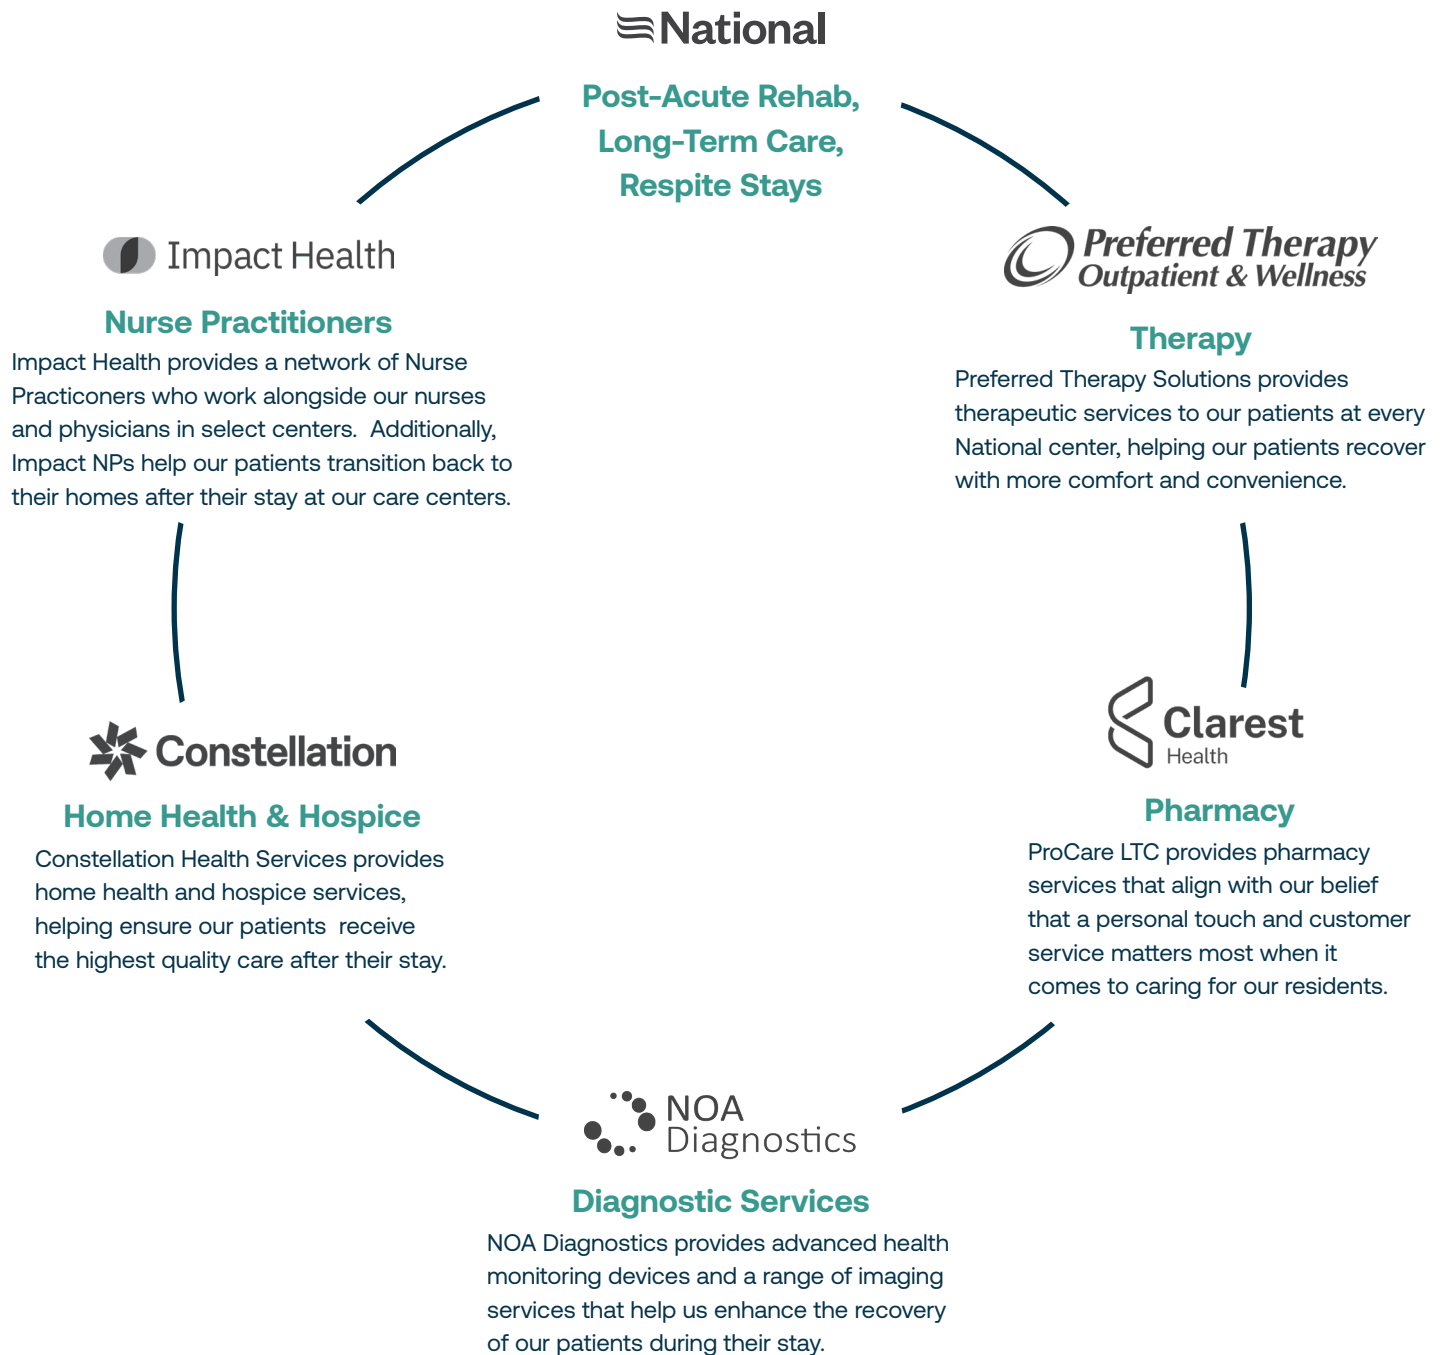 National
Post-Acute Rehab,
Long-Term Care,
Respite Stays
Preferred Therapy
Outpatient & Wellness
Therapy
Preferred Therapy Solutions provides
therapeutic services to our patients at every
National center, helping our patients recover
with more comfort and convenience.
Clarest
Health
Pharmacy
ProCare LTC provides pharmacy
services that align with our belief
that a personal touch and customer
service matters most when it
comes to caring for our residents.
NOA
Diagnostics
Diagnostic Services
NOA Diagnostics provides advanced health
monitoring devices and a range of imaging
services that help us enhance the recovery
of our patients during their stay.
Constellation
Home Health & Hospice
Constellation Health Services provides
home health and hospice services,
helping ensure our patients  receive
the highest quality care after their stay.
Impact Health
Nurse Practitioners
Impact Health provides a network of Nurse
Practiconers who work alongside our nurses
and physicians in select centers.  Additionally,
Impact NPs help our patients transition back to
their homes after their stay at our care centers.